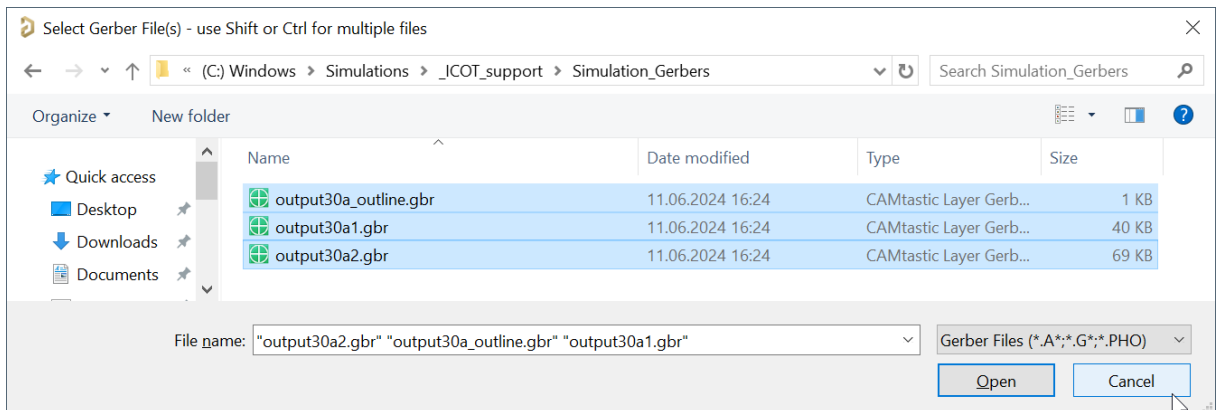 Select Gerber File(s) - use Shift or Ctrl for multiple files
« (C:) Windows > Simulations > _ICOT_support > Simulation_Gerbers
Search Simulation_Gerbers
Organize
New folder
Name Date modified Type Size
Quick access
Desktop
Downloads
Documents
output30a_outline.gbr 11.06.2024 16:24 CAMtastic Layer Gerb... 1 KB
output30a1.gbr 11.06.2024 16:24 CAMtastic Layer Gerb... 40 KB
output30a2.gbr 11.06.2024 16:24 CAMtastic Layer Gerb... 69 KB
File name: "output30a2.gbr" "output30a_outline.gbr" "output30a1.gbr"
Gerber Files (*.A*;*.G*;*.PHO)
Open
Cancel